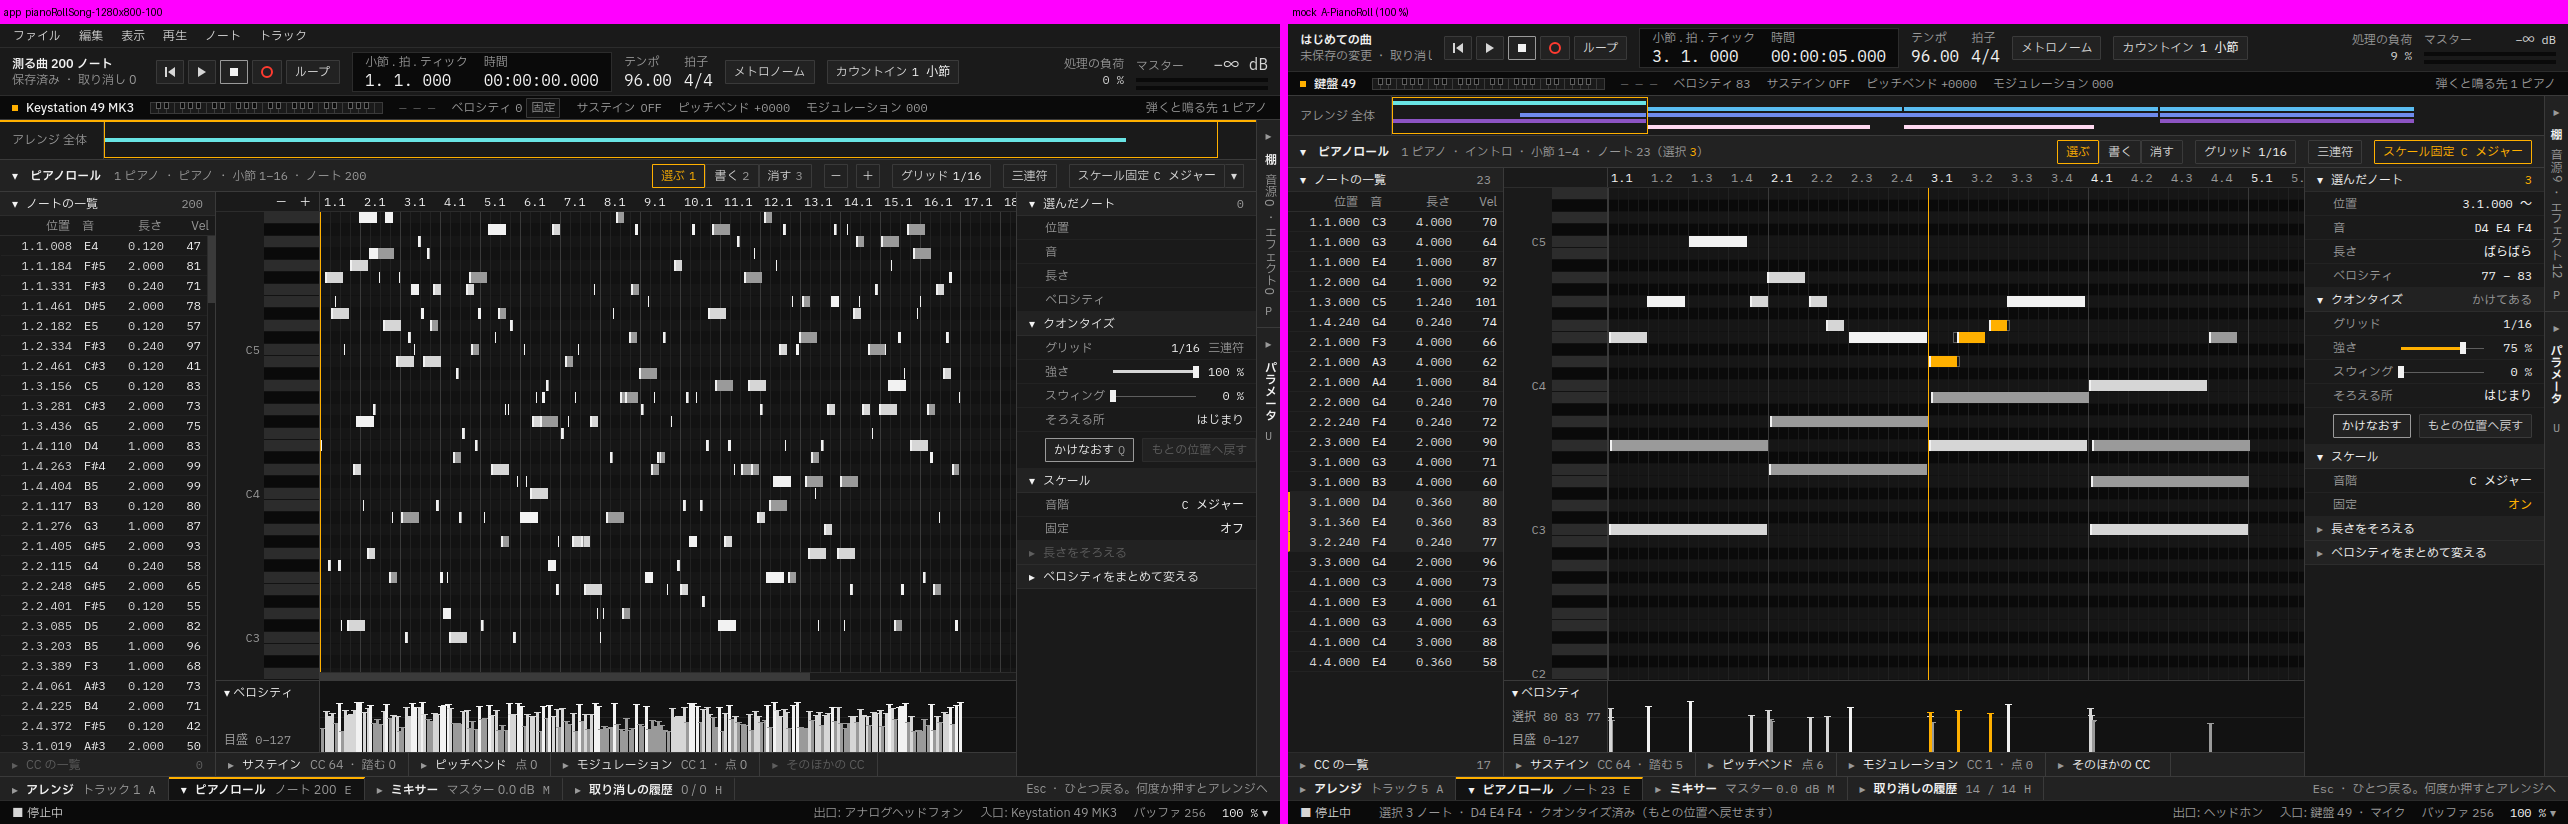 app pianoRollSong-1280x800-100
ファイル 編集 表示 再生 ノート トラック
測る曲 200 ノート
保存済み ・ 取り消し 0
ループ
小節 . 拍 . ティック 時間
1. 1. 000 00:00:00.000
テンポ 拍子
96.00 4/4
メトロノーム
カウントイン 1 小節
処理の負荷 マスター −∞ dB
0 %
Keystation 49 MK3 — — — ベロシティ 0 固定 サステイン OFF ピッチベンド +0000 モジュレーション 000 弾くと鳴る先 1 ピアノ
アレンジ 全体
▼ ピアノロール 1 ピアノ ・ ピアノ ・ 小節 1–16 ・ ノート 200 選ぶ 1 書く 2 消す 3 − + グリッド 1/16 三連符 スケール固定 C メジャー ▼
▼ ノートの一覧 200
位置 音 長さ Vel
1.1.008 E4 0.120 47
1.1.184 F#5 2.000 81
1.1.331 F#3 0.240 71
1.1.461 D#5 2.000 78
1.2.182 E5 0.120 57
1.2.334 F#3 0.240 97
1.2.461 C#3 0.120 41
1.3.156 C5 0.120 83
1.3.281 C#3 2.000 73
1.3.436 G5 2.000 75
1.4.110 D4 1.000 83
1.4.263 F#4 2.000 99
1.4.404 B5 2.000 99
2.1.117 B3 0.120 80
2.1.276 G3 1.000 87
2.1.405 G#5 2.000 93
2.2.115 G4 0.240 58
2.2.248 G#5 2.000 65
2.2.401 F#5 0.120 55
2.3.085 D5 2.000 82
2.3.203 B5 1.000 96
2.3.389 F3 1.000 68
2.4.061 A#3 0.120 73
2.4.225 B4 2.000 71
2.4.372 F#5 0.120 42
3.1.019 A#3 2.000 50
▶ CC の一覧 0
− + 1.1 2.1 3.1 4.1 5.1 6.1 7.1 8.1 9.1 10.1 11.1 12.1 13.1 14.1 15.1 16.1 17.1 18
C5
C4
C3
▼ ベロシティ
目盛 0–127
▶ サステイン CC 64 ・ 踏む 0 ▶ ピッチベンド 点 0 ▶ モジュレーション CC 1 ・ 点 0 ▶ そのほかの CC
▼ 選んだノート 0
位置
音
長さ
ベロシティ
▼ クオンタイズ
グリッド 1/16 三連符
強さ 100 %
スウィング 0 %
そろえる所 はじまり
かけなおす Q もとの位置へ戻す
▼ スケール
音階 C メジャー
固定 オフ
▶ 長さをそろえる
▶ ベロシティをまとめて変える
▶ 棚 音源 0 ・ エフェクト 0 P
▶ パラメータ U
▶ アレンジ トラック 1 A ▼ ピアノロール ノート 200 E ▶ ミキサー マスター 0.0 dB M ▶ 取り消しの履歴 0 / 0 H Esc ・ ひとつ戻る。何度か押すとアレンジへ
■ 停止中 出口: アナログヘッドフォン 入口: Keystation 49 MK3 バッファ 256 100 % ▼
mock A-PianoRoll (100 %)
はじめての曲
未保存の変更 ・ 取り消し
ループ
小節 . 拍 . ティック 時間
3. 1. 000 00:00:05.000
テンポ 拍子
96.00 4/4
メトロノーム
カウントイン 1 小節
処理の負荷 マスター −∞ dB
9 %
鍵盤 49 — — — ベロシティ 83 サステイン OFF ピッチベンド +0000 モジュレーション 000 弾くと鳴る先 1 ピアノ
アレンジ 全体
▼ ピアノロール 1 ピアノ ・ イントロ ・ 小節 1–4 ・ ノート 23（選択 3） 選ぶ 書く 消す グリッド 1/16 三連符 スケール固定 C メジャー
▼ ノートの一覧 23
位置 音 長さ Vel
1.1.000 C3 4.000 70
1.1.000 G3 4.000 64
1.1.000 E4 1.000 87
1.2.000 G4 1.000 92
1.3.000 C5 1.240 101
1.4.240 G4 0.240 74
2.1.000 F3 4.000 66
2.1.000 A3 4.000 62
2.1.000 A4 1.000 84
2.2.000 G4 0.240 70
2.2.240 F4 0.240 72
2.3.000 E4 2.000 90
3.1.000 G3 4.000 71
3.1.000 B3 4.000 60
3.1.000 D4 0.360 80
3.1.360 E4 0.360 83
3.2.240 F4 0.240 77
3.3.000 G4 2.000 96
4.1.000 C3 4.000 73
4.1.000 E3 4.000 61
4.1.000 G3 4.000 63
4.1.000 C4 3.000 88
4.4.000 E4 0.360 58
▶ CC の一覧 17
1.1 1.2 1.3 1.4 2.1 2.2 2.3 2.4 3.1 3.2 3.3 3.4 4.1 4.2 4.3 4.4 5.1 5.
C5
C4
C3
C2
▼ ベロシティ
選択 80 83 77
目盛 0–127
▶ サステイン CC 64 ・ 踏む 5 ▶ ピッチベンド 点 6 ▶ モジュレーション CC 1 ・ 点 0 ▶ そのほかの CC
▼ 選んだノート 3
位置 3.1.000 〜
音 D4 E4 F4
長さ ばらばら
ベロシティ 77 – 83
▼ クオンタイズ かけてある
グリッド 1/16
強さ 75 %
スウィング 0 %
そろえる所 はじまり
かけなおす もとの位置へ戻す
▼ スケール
音階 C メジャー
固定 オン
▶ 長さをそろえる
▶ ベロシティをまとめて変える
▶ 棚 音源 9 ・ エフェクト 12 P
▶ パラメータ U
▶ アレンジ トラック 5 A ▼ ピアノロール ノート 23 E ▶ ミキサー マスター 0.0 dB M ▶ 取り消しの履歴 14 / 14 H Esc ・ ひとつ戻る。何度か押すとアレンジへ
■ 停止中 選択 3 ノート ・ D4 E4 F4 ・ クオンタイズ済み（もとの位置へ戻せます） 出口: ヘッドホン 入口: 鍵盤 49 ・ マイク バッファ 256 100 % ▼